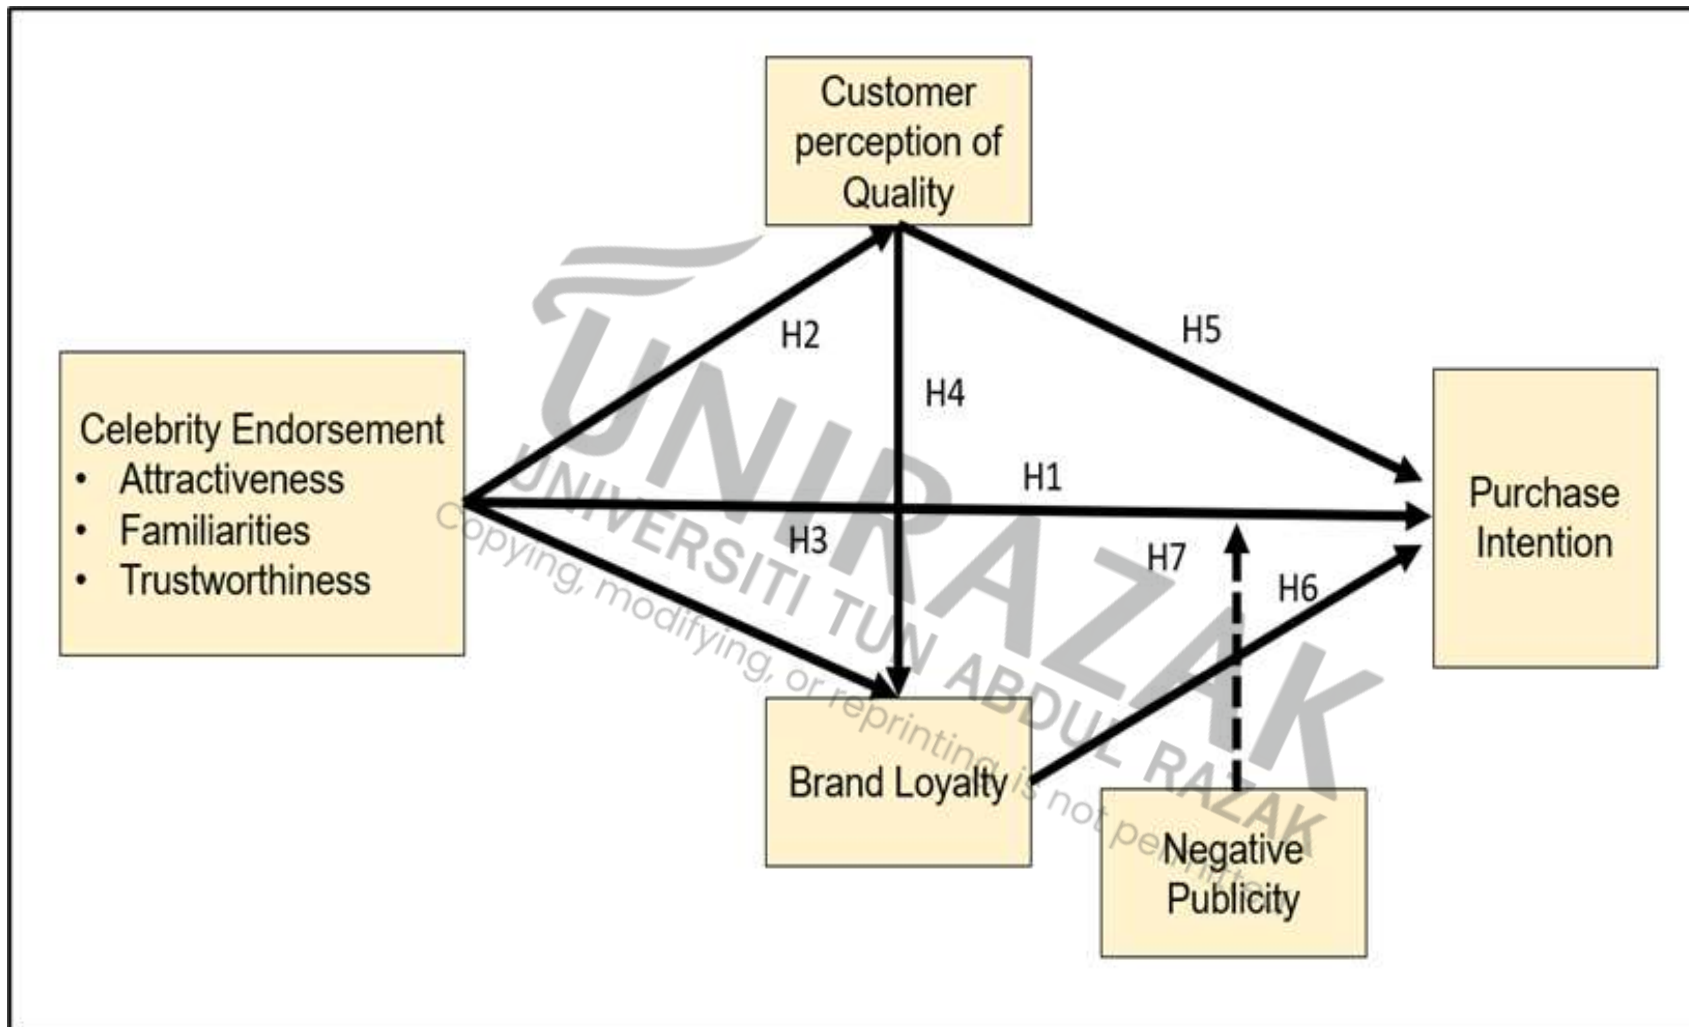 Customer
perception of
Quality
H2
H5
H4
Celebrity Endorsement
• Attractiveness
• Familiarities
• Trustworthiness
H1
H3
H7
H6
Purchase
Intention
Brand Loyalty
Negative
Publicity
UNIRAZAK
UNIVERSITI TUN ABDUL RAZAK
Copying, modifying, or reprinting, is not permitted